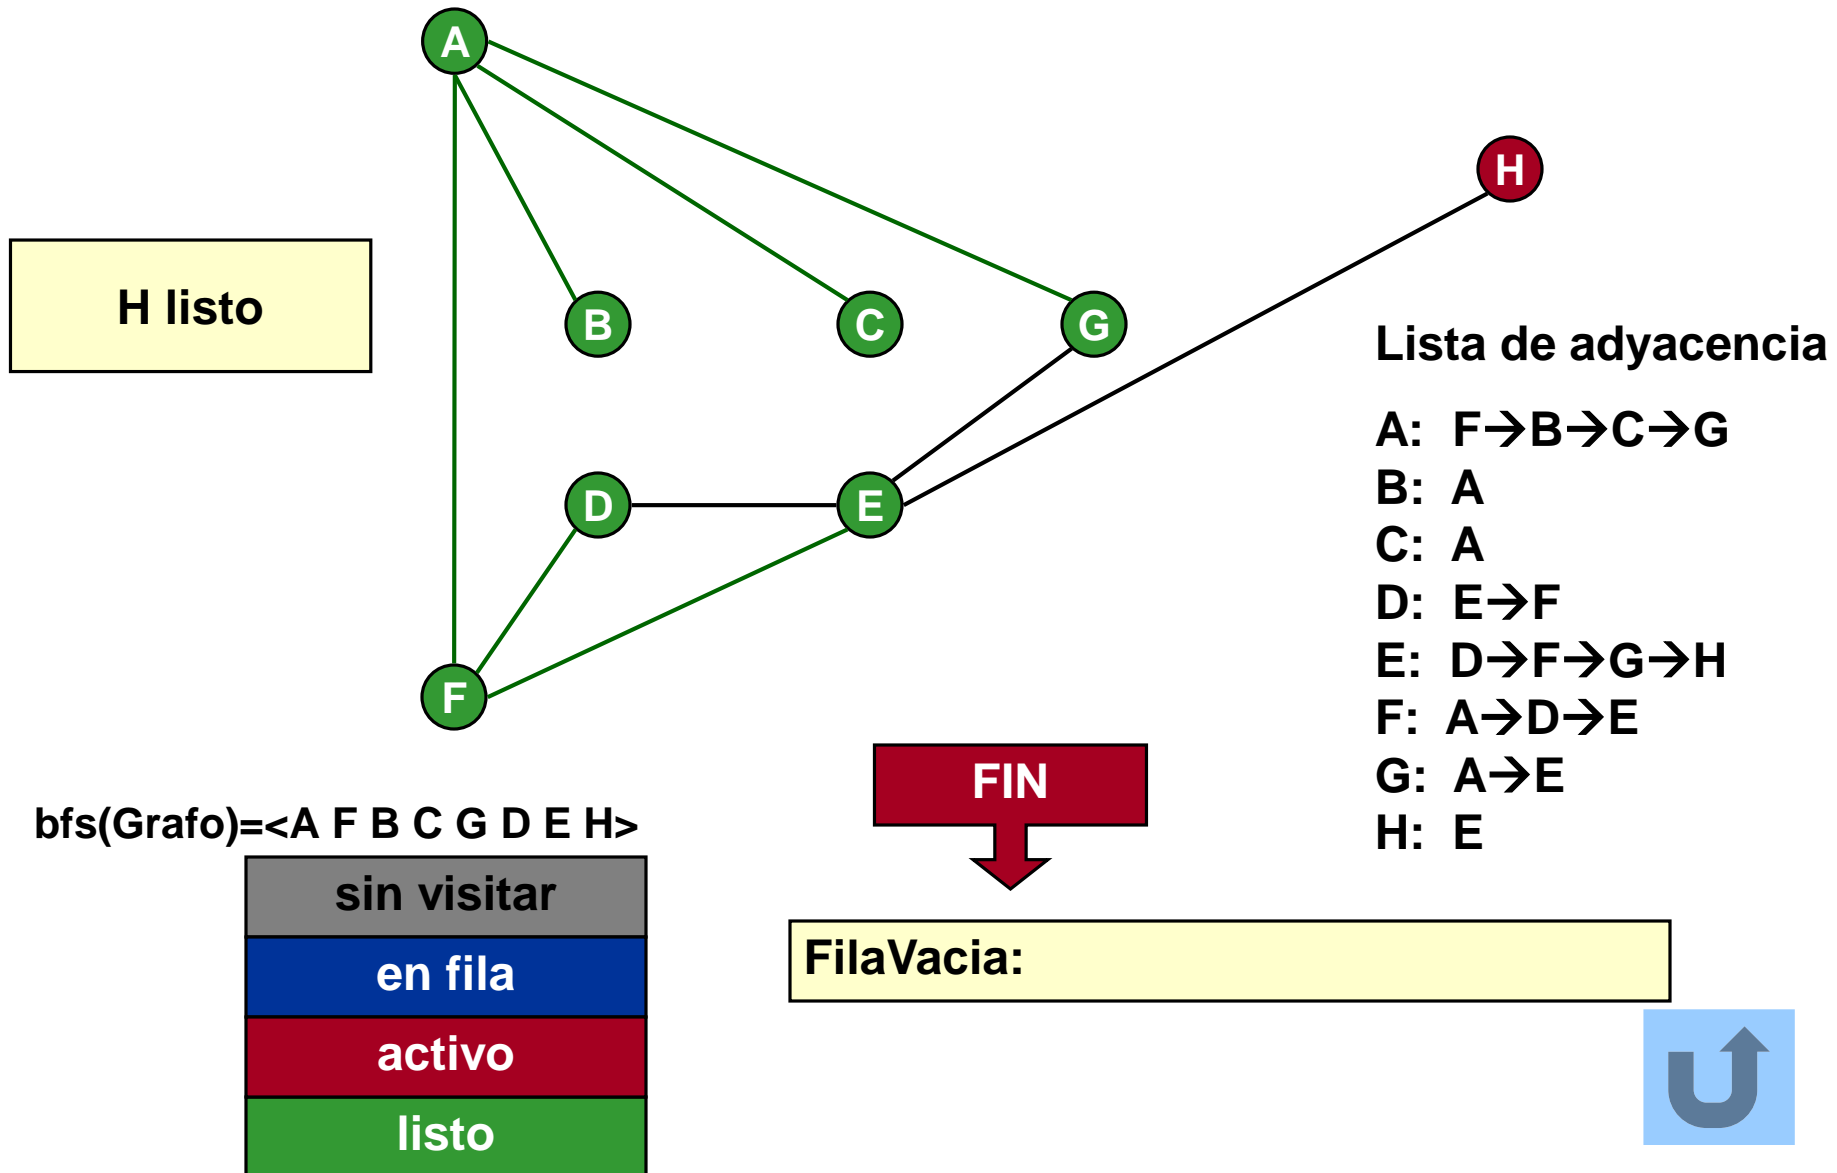 A
H
H listo
B
C
G
Lista de adyacencia
A: F→B→C→G
B: A
C: A
D: E→F
E: D→F→G→H
F: A→D→E
G: A→E
H: E
D
E
F
FIN
bfs(Grafo)=<A F B C G D E H>
sin visitar
en fila
activo
listo
FilaVacia: